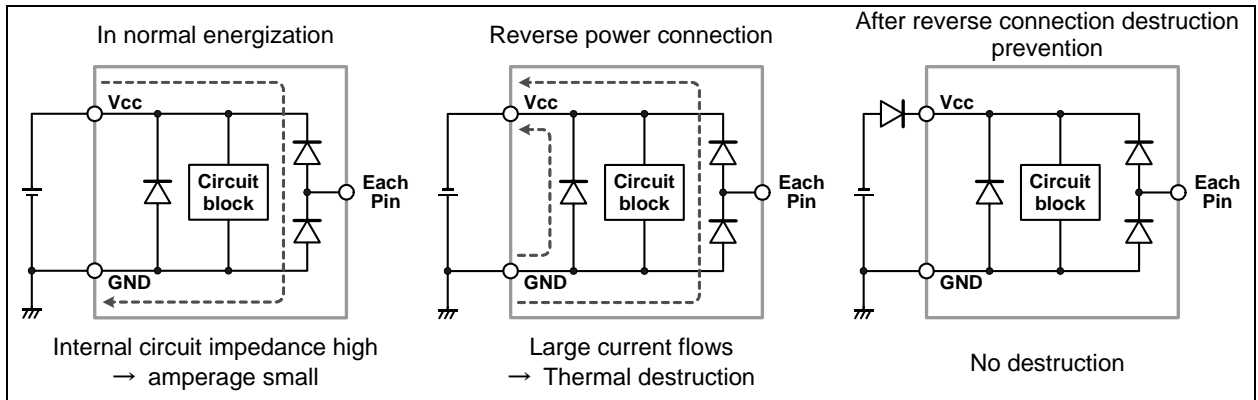 In normal energization
Vcc
Circuit
block
Each
Pin
GND
Internal circuit impedance high
→ amperage small
Reverse power connection
Vcc
Circuit
block
Each
Pin
GND
Large current flows
→ Thermal destruction
After reverse connection destruction
prevention
Vcc
Circuit
block
Each
Pin
GND
No destruction